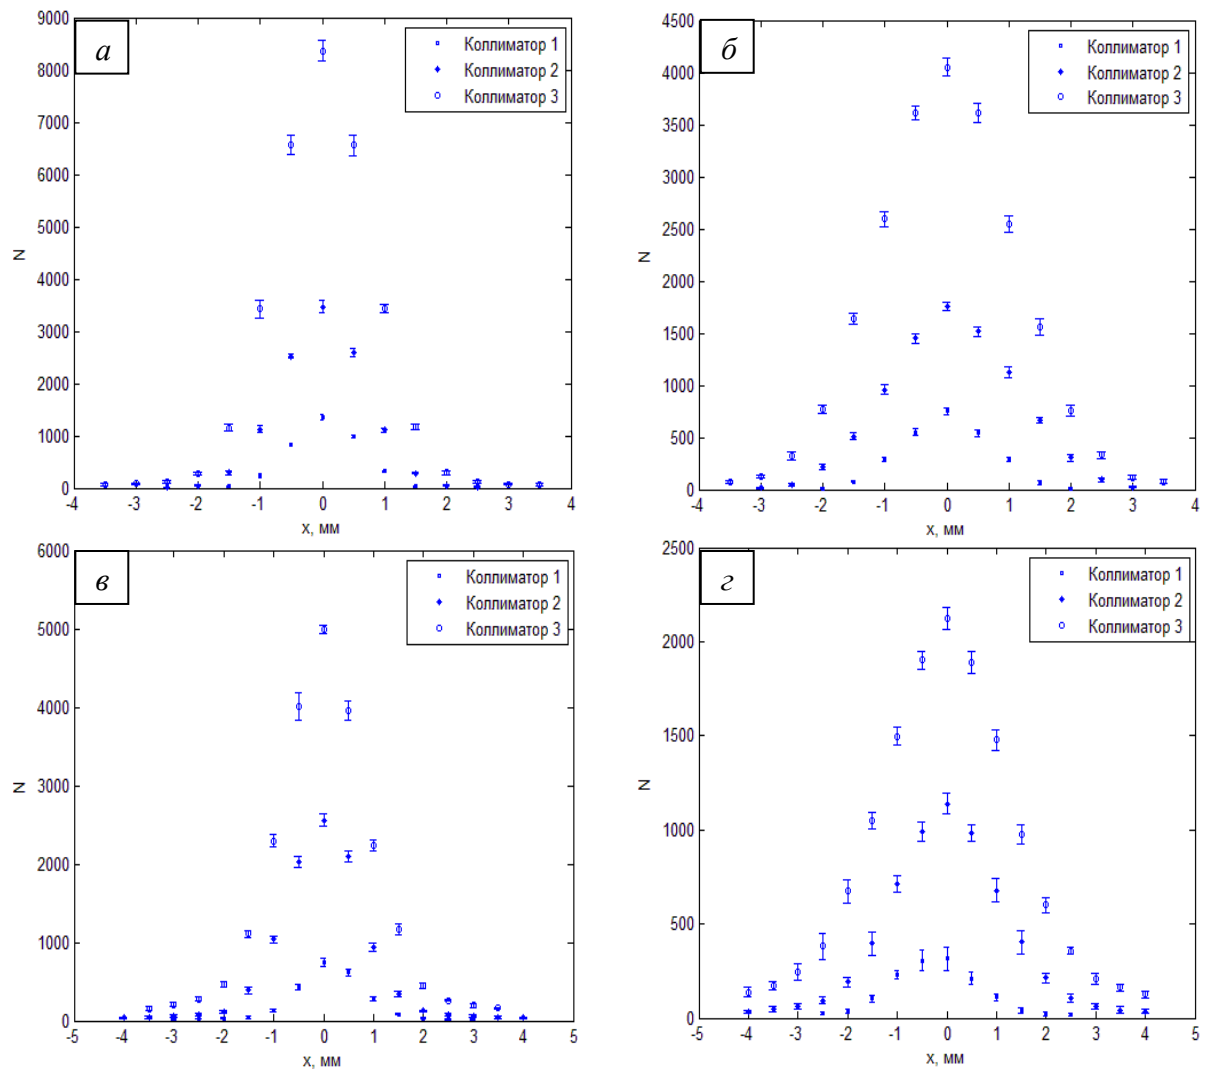 а
Коллиматор 1
Коллиматор 2
Коллиматор 3
9000
8000
7000
6000
5000
4000
3000
2000
1000
0
N
-4 -3 -2 -1 0 1 2 3 4
x, мм
б
Коллиматор 1
Коллиматор 2
Коллиматор 3
4500
4000
3500
3000
2500
2000
1500
1000
500
0
N
-4 -3 -2 -1 0 1 2 3 4
x, мм
в
Коллиматор 1
Коллиматор 2
Коллиматор 3
6000
5000
4000
3000
2000
1000
0
N
-5 -4 -3 -2 -1 0 1 2 3 4 5
x, мм
г
Коллиматор 1
Коллиматор 2
Коллиматор 3
2500
2000
1500
1000
500
0
N
-5 -4 -3 -2 -1 0 1 2 3 4 5
x, мм